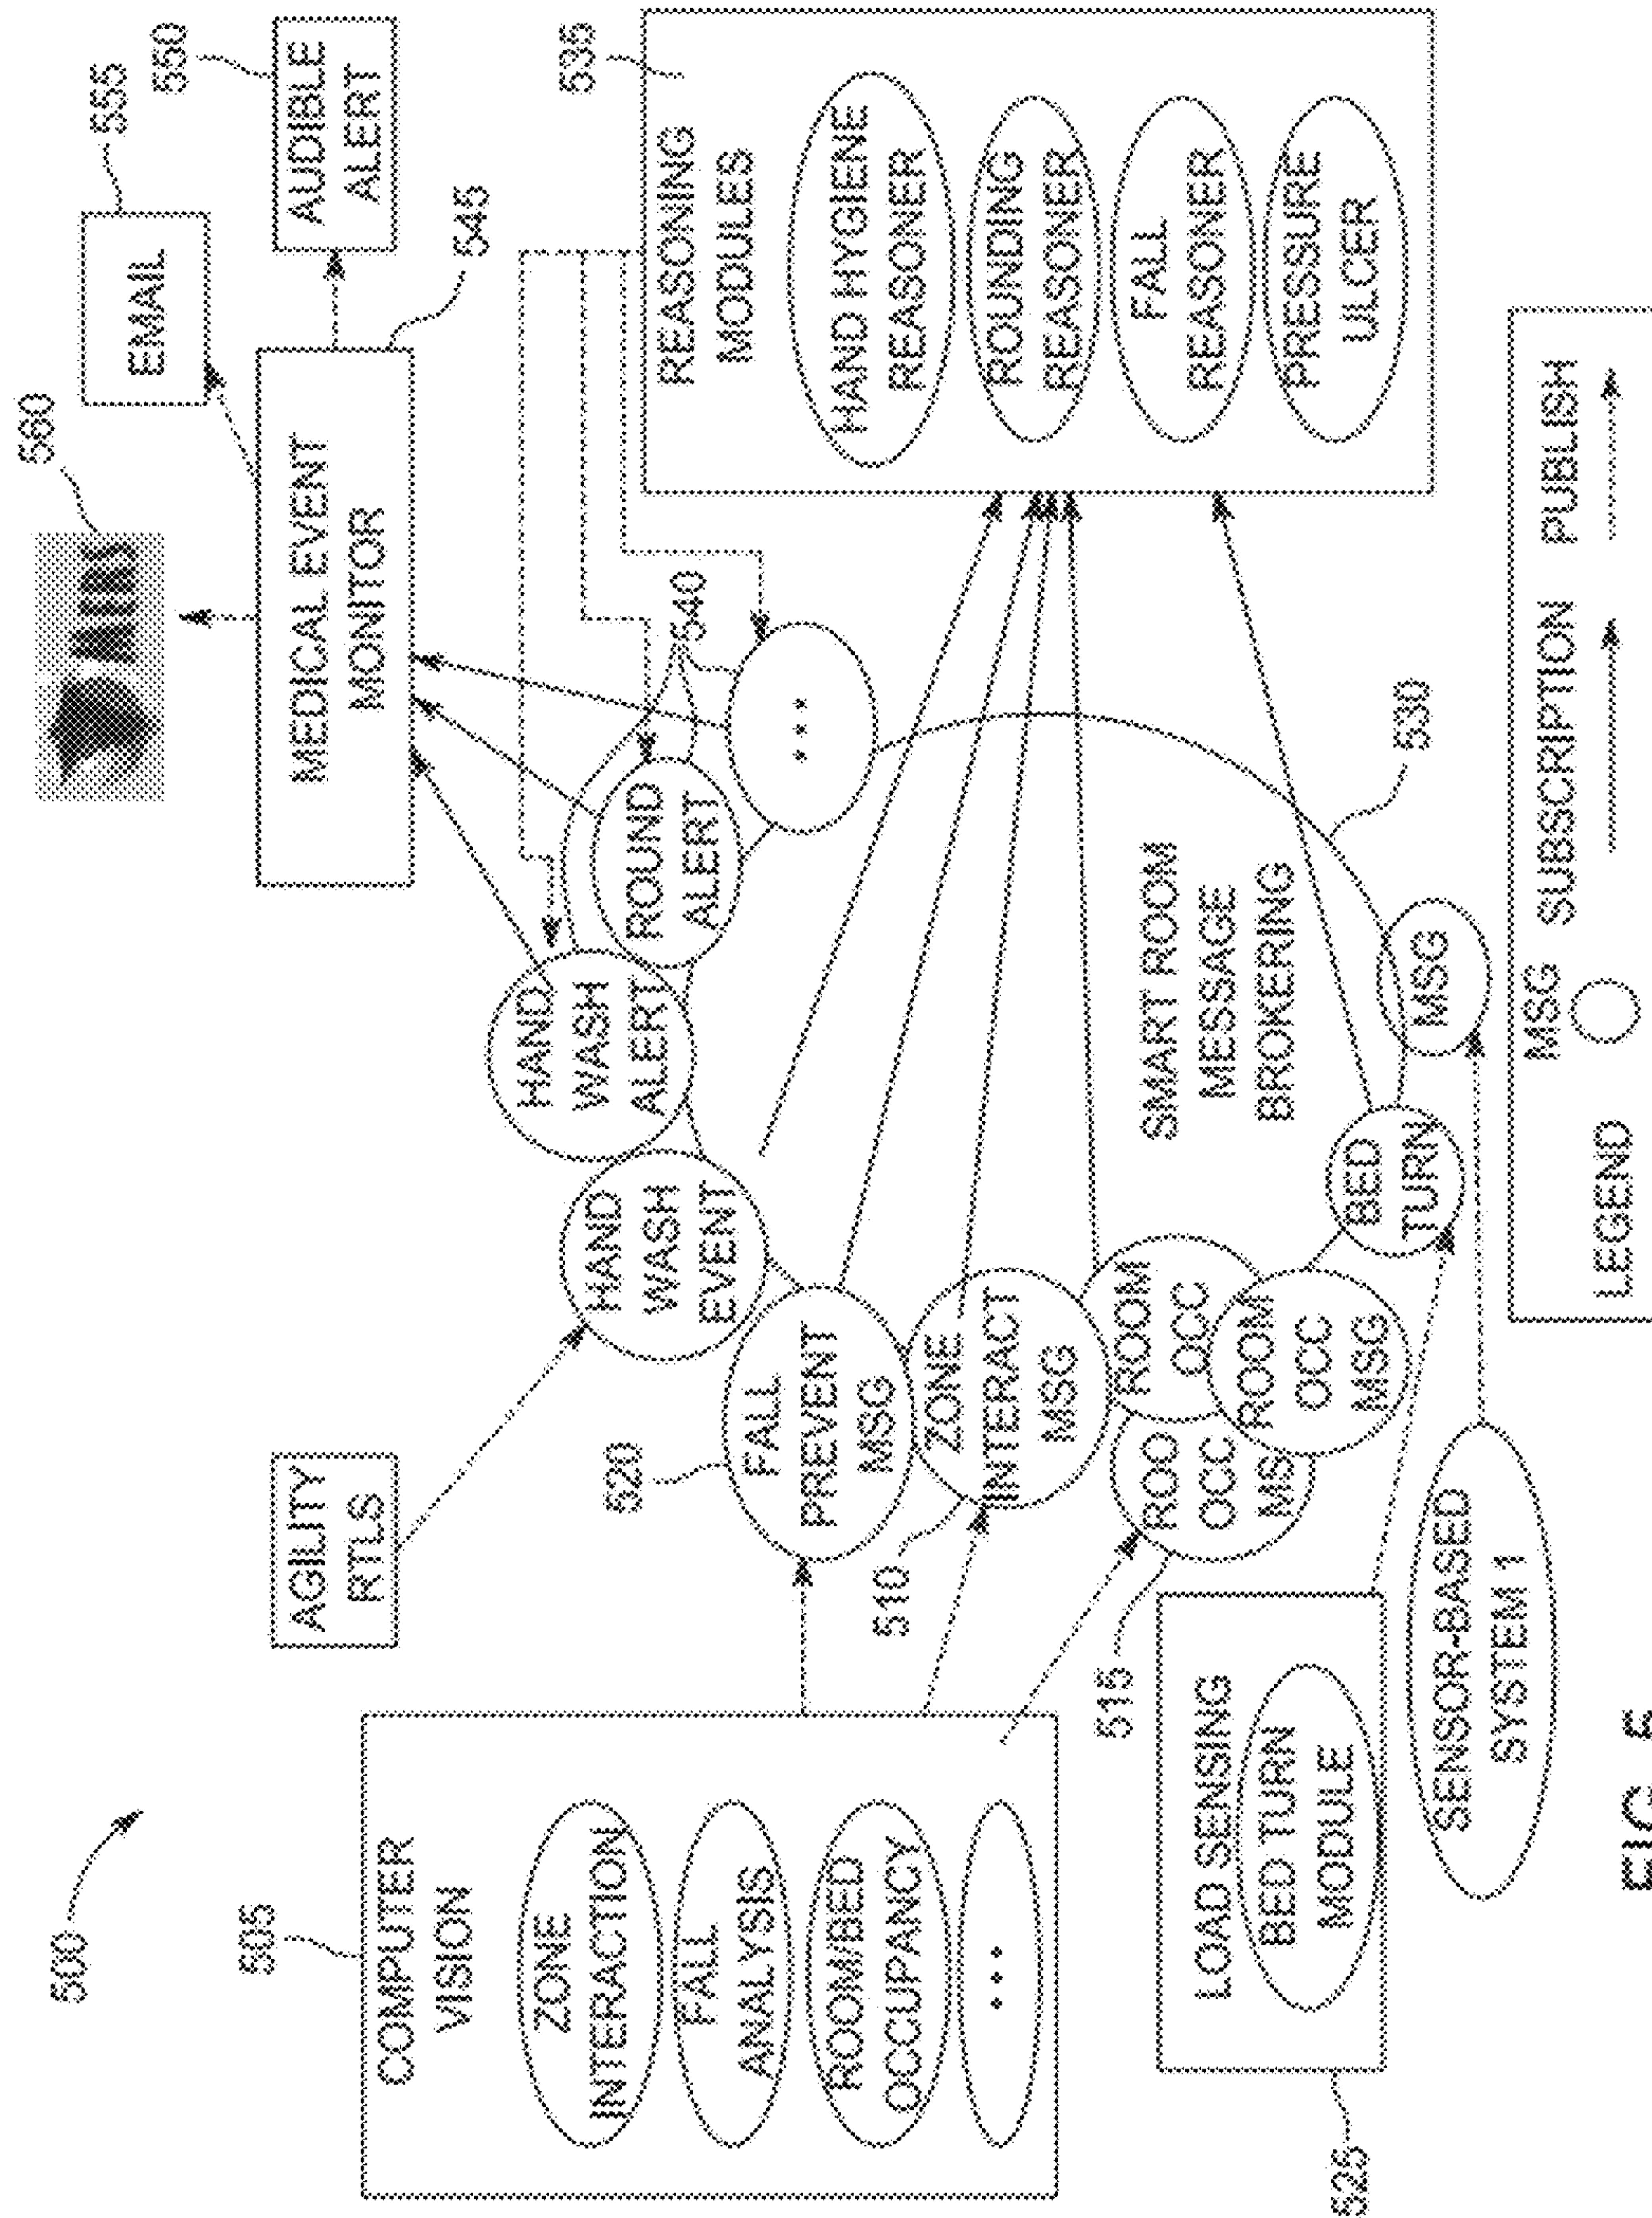 500
505
COMPUTER
VISION
ZONE
INTERACTION
FALL
ANALYSIS
ROOM/BED
OCCUPANCY
...
525
LOAD SENSING
BED TURN
MODULE
SENSOR-BASED
SYSTEM 1
AGILITY
RTLS
520
510
515
FALL
PREVENT
MSG
ZONE
INTERACT
MSG
ROO
OCC
MS
ROOM
OCC
ROOM
OCC
MSG
BED
TURN
MSG
HAND
WASH
EVENT
HAND
WASH
ALERT
ROUND
ALERT
...
540
SMART ROOM
MESSAGE
BROKERING
530
560
AIRS
MEDICAL EVENT
MONITOR
545
EMAIL
555
AUDIBLE
ALERT
550
535
REASONING
MODULES
HAND HYGIENE
REASONER
ROUNDING
REASONER
FALL
REASONER
PRESSURE
ULCER
LEGEND
MSG
SUBSCRIPTION
PUBLISH
FIG. 5